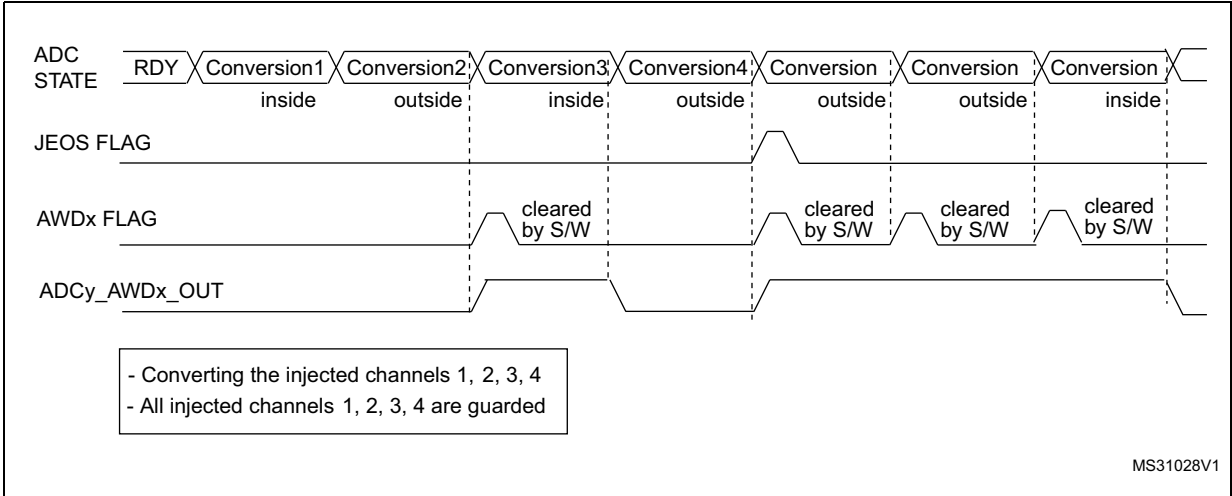 ADC
STATE
RDY Conversion1 Conversion2 Conversion3 Conversion4 Conversion Conversion Conversion
inside outside inside outside outside outside inside
JEOS FLAG
AWDx FLAG
cleared
by S/W
cleared
by S/W
cleared
by S/W
cleared
by S/W
ADCy_AWDx_OUT
- Converting the injected channels 1, 2, 3, 4
- All injected channels 1, 2, 3, 4 are guarded
MS31028V1